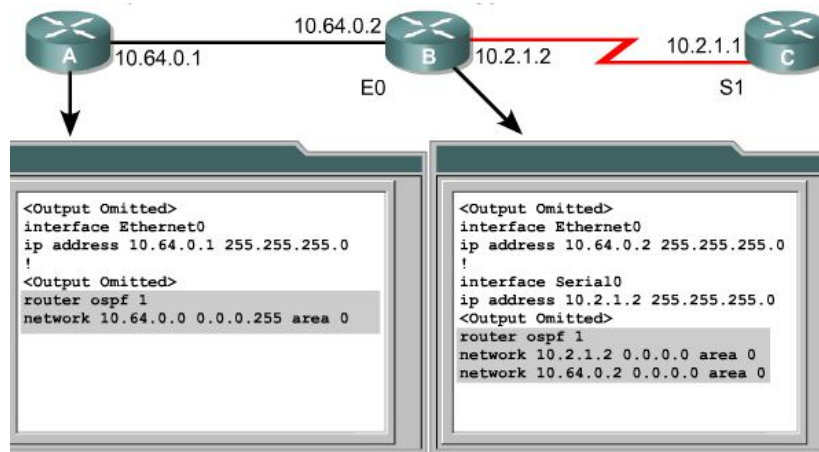 10.64.0.2
A
10.64.0.1
B
10.2.1.2
10.2.1.1
C
E0
S1
<Output Omitted>
interface Ethernet0
ip address 10.64.0.1 255.255.255.0
!
<Output Omitted>
router ospf 1
network 10.64.0.0 0.0.0.255 area 0
<Output Omitted>
interface Ethernet0
ip address 10.64.0.2 255.255.255.0
!
interface Serial0
ip address 10.2.1.2 255.255.255.0
<Output Omitted>
router ospf 1
network 10.2.1.2 0.0.0.0 area 0
network 10.64.0.2 0.0.0.0 area 0